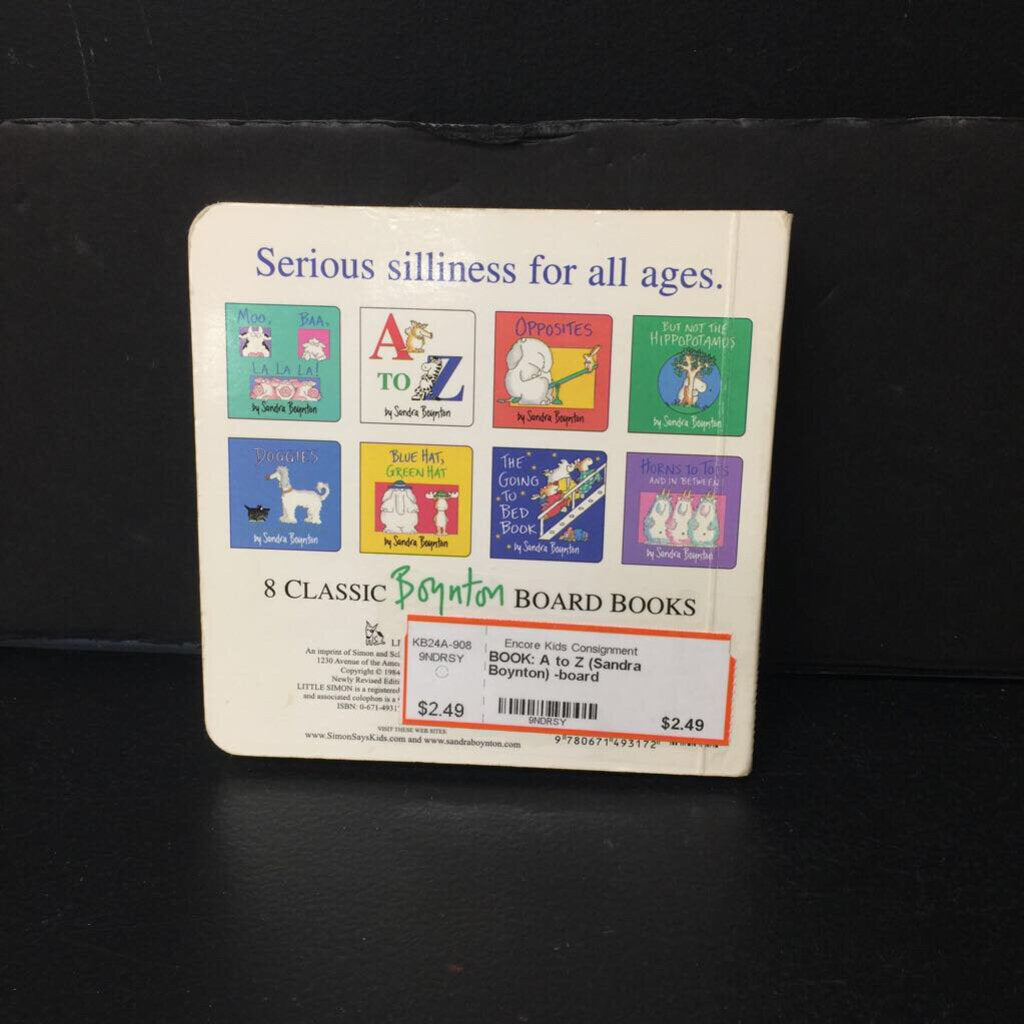 Serious silliness for all ages.
MOO, BAA,
LA LA LA!
by Sandra Boynton
A
TO Z
by Sandra Boynton
OPPOSITES
by Sandra Boynton
BUT NOT THE
HIPPOPOTAMUS
by Sandra Boynton
DOGGIES
by Sandra Boynton
BLUE HAT,
GREEN HAT
by Sandra Boynton
THE
GOING
TO
BED
BOOK
by Sandra Boynton
HORNS TO TOES
AND IN BETWEEN
by Sandra Boynton
8 CLASSIC Boynton BOARD BOOKS
An imprint of Simon and
1230 Avenue of the
Copyright © 1984
Newly Revised
LITTLE SIMON is a registered
and associated colophon is a
ISBN: 0-671-4931
VISIT THESE WEB SITES
www.SimonSaysKids.com and www.sandraboynton.com
KB24A-908
9NDRSY
$2.49
Encore Kids Consignment
BOOK: A to Z (Sandra
Boynton) -board
9NDRSY
$2.49
9 780671 493172